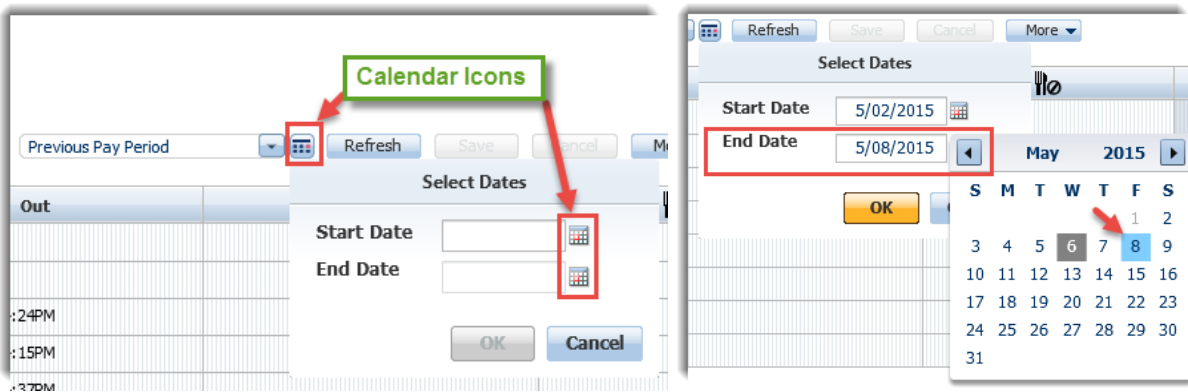 Calendar Icons
Previous Pay Period Refresh Save Cancel
Select Dates
Out
Start Date
End Date
:24PM
:15PM OK Cancel
:37PM
Refresh Save Cancel More
Select Dates
Start Date 5/02/2015
End Date 5/08/2015 May 2015
S M T W T F S
OK
1 2
3 4 5 6 7 8 9
10 11 12 13 14 15 16
17 18 19 20 21 22 23
24 25 26 27 28 29 30
31